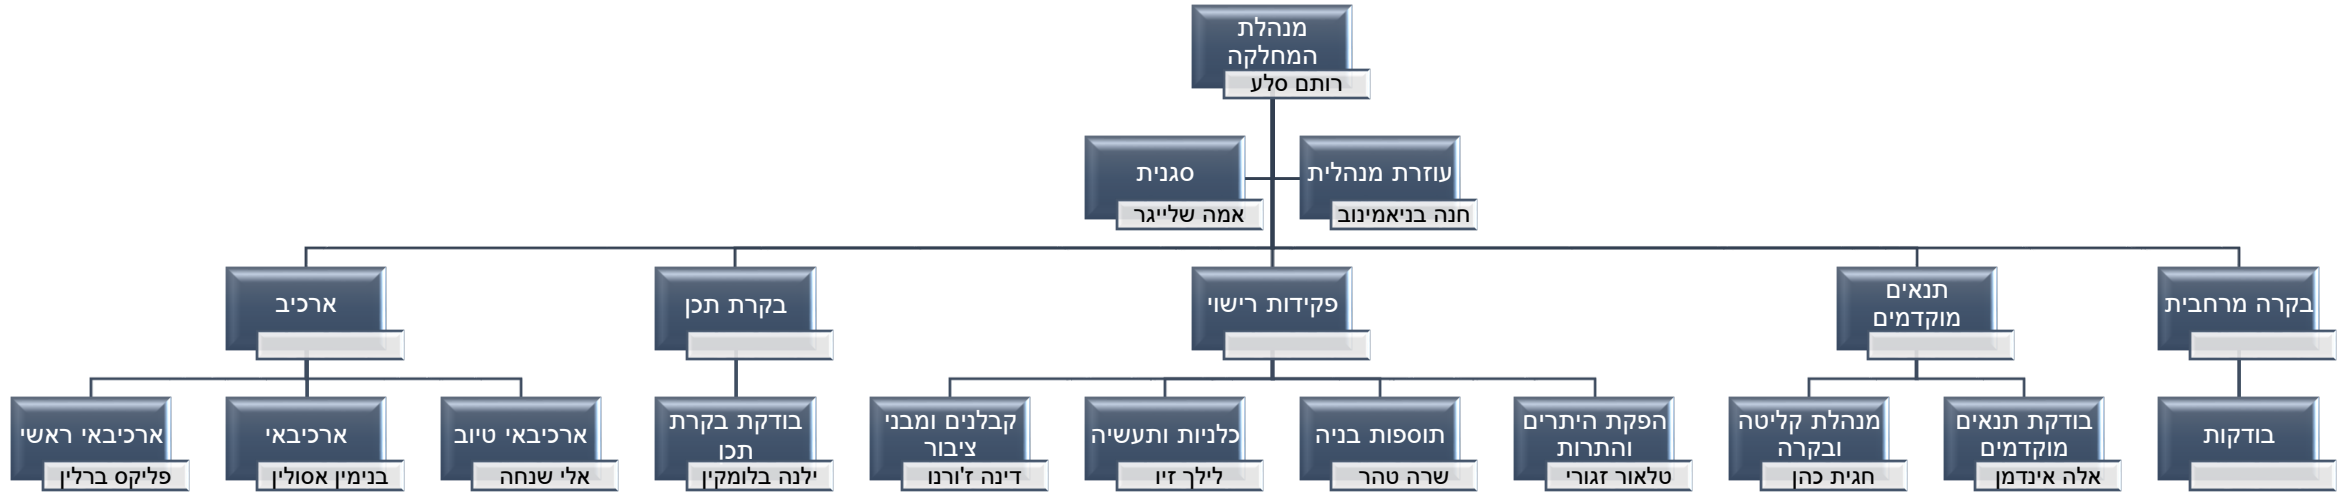 מנהלת
המחלקה
רותם סלע
עוזרת מנהלית
חנה בניאמינוב
סגנית
אמה שלייגר
בקרה מרחבית
תנאים
מוקדמים
פקידות רישוי
בקרת תכן
ארכיב
בודקות
בודקת תנאים
מוקדמים
אלה אינדמן
מנהלת קליטה
ובקרה
חגית כהן
הפקת היתרים
והתרות
טלאור זגורי
תוספות בניה
שרה טהר
כלניות ותעשיה
לילך זיו
קבלנים ומבני
ציבור
דינה ז'ורנו
בודקת בקרת
תכן
ילנה בלומקין
ארכיבאי טיוב
אלי שנחה
ארכיבאי
בנימין אסולין
ארכיבאי ראשי
פליקס ברלין